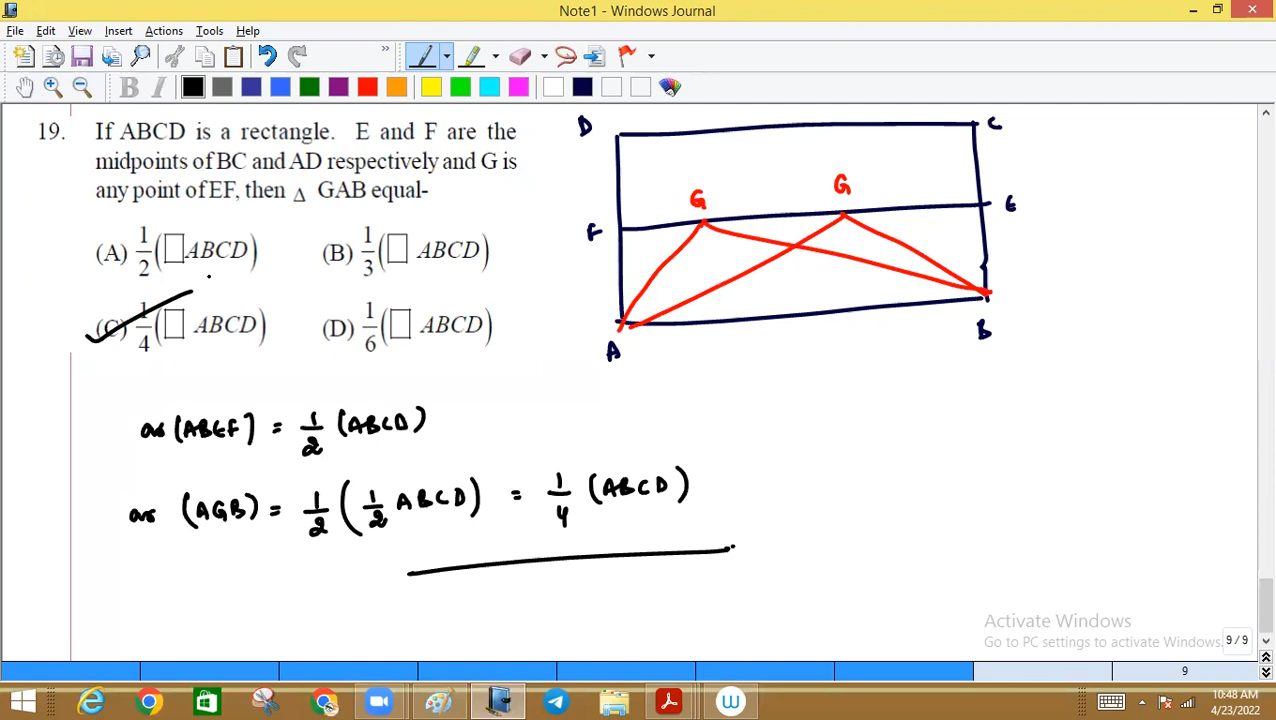 Note1 - Windows Journal
File Edit View Insert Actions Tools Help
19. If ABCD is a rectangle. E and F are the
midpoints of BC and AD respectively and G is
any point of EF, then △ GAB equal-
(A) 1/2 (□ABCD) (B) 1/3 (□ ABCD)
(C) 1/4 (□ ABCD) (D) 1/6 (□ ABCD)
D C
G G
F E
A B
ar (ABEF) = 1/2 (ABCD)
ar (AGB) = 1/2 (1/2 ABCD) = 1/4 (ABCD)
Activate Windows
Go to PC settings to activate Windows.
9 / 9
9
10:48 AM
4/23/2022